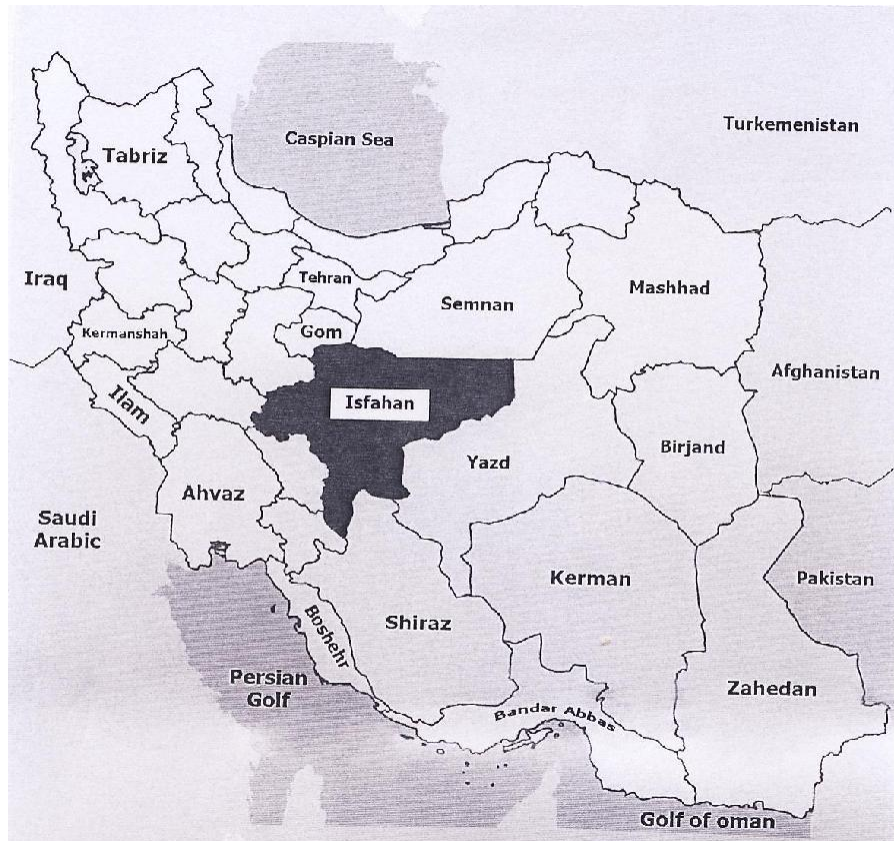 Caspian Sea
Turkemenistan
Tabriz
Iraq
Tehran
Mashhad
Semnan
Kermanshah
Gom
Afghanistan
Ilam
Isfahan
Yazd
Birjand
Ahvaz
Saudi
Arabic
Kerman
Pakistan
Shiraz
Boshehr
Persian
Golf
Zahedan
Bandar Abbas
Golf of oman